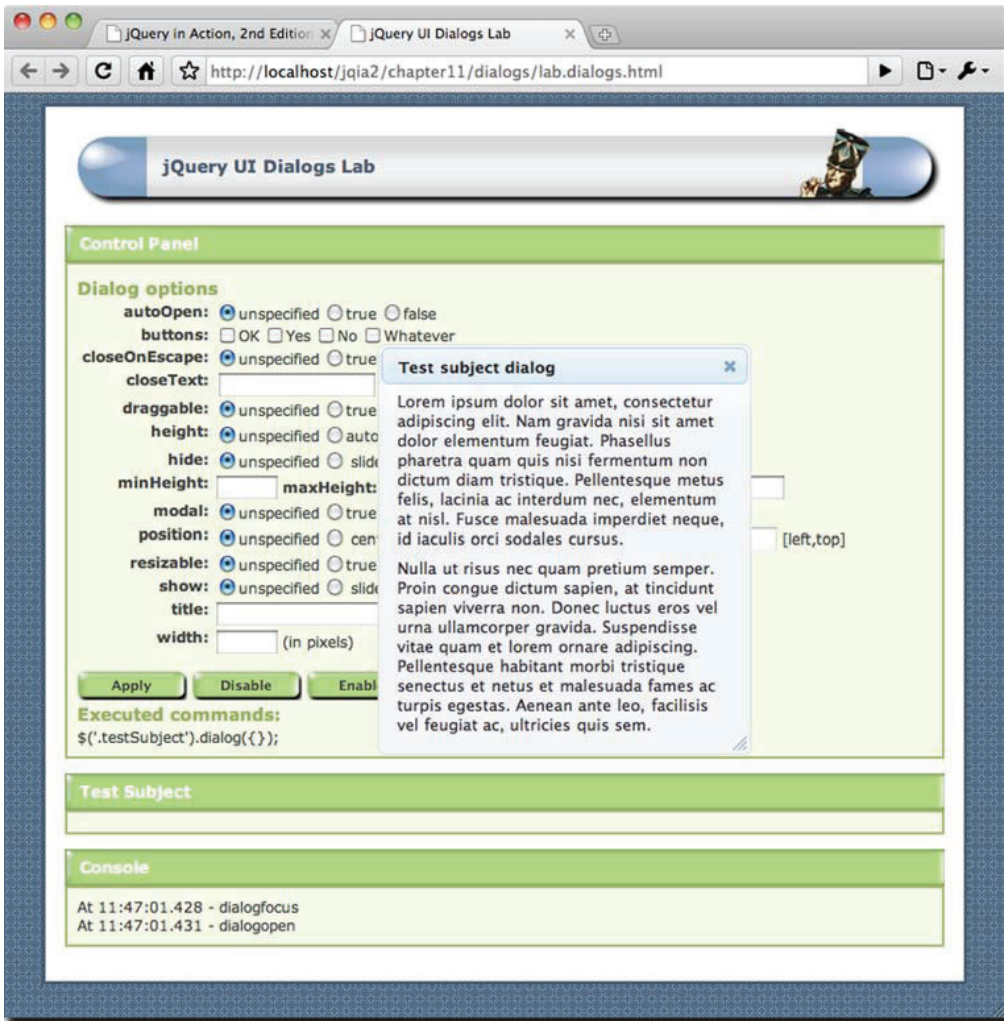 jQuery in Action, 2nd Edition
jQuery UI Dialogs Lab
http://localhost/jqia2/chapter11/dialogs/lab.dialogs.html
jQuery UI Dialogs Lab
Control Panel
Dialog options
autoOpen: unspecified true false
buttons: OK Yes No Whatever
closeOnEscape: unspecified true
closeText:
draggable: unspecified true
height: unspecified auto
hide: unspecified slide
minHeight: maxHeight:
modal: unspecified true
position: unspecified [left,top]
resizable: unspecified true
show: unspecified slide
title:
width: (in pixels)
Apply Disable
Executed commands:
$('.testSubject').dialog({});
Test subject dialog
Lorem ipsum dolor sit amet, consectetur
adipiscing elit. Nam gravida nisi sit amet
dolor elementum feugiat. Phasellus
pharetra quam quis nisi fermentum non
dictum diam tristique. Pellentesque metus
felis, lacinia ac interdum nec, elementum
at nisl. Fusce malesuada imperdiet neque,
id iaculis orci sodales cursus.
Nulla ut risus nec quam pretium semper.
Proin congue dictum sapien, at tincidunt
sapien viverra non. Donec luctus eros vel
urna ullamcorper gravida. Suspendisse
vitae quam et lorem ornare adipiscing.
Pellentesque habitant morbi tristique
senectus et netus et malesuada fames ac
turpis egestas. Aenean ante leo, facilisis
vel feugiat ac, ultricies quis sem.
Test Subject
Console
At 11:47:01.428 - dialogfocus
At 11:47:01.431 - dialogopen